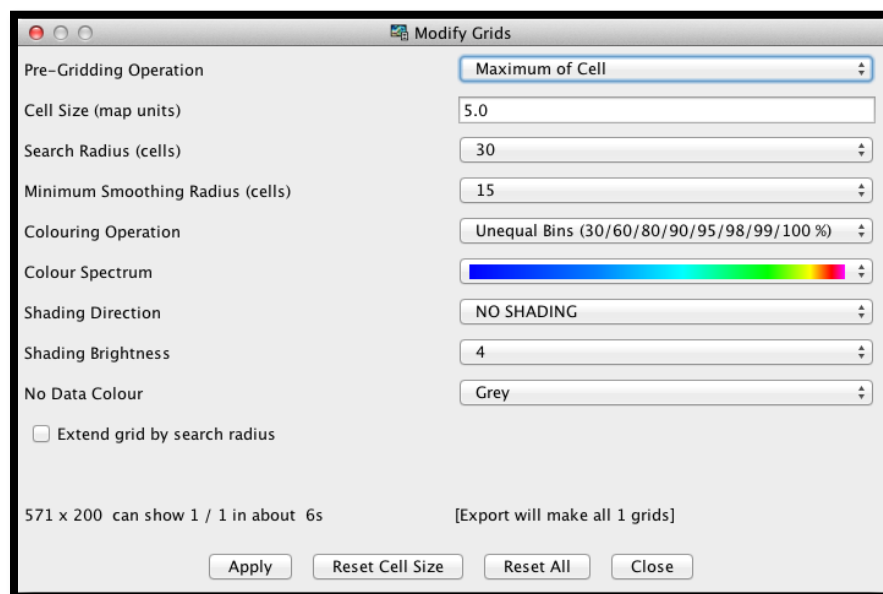 Modify Grids
Pre-Gridding Operation Maximum of Cell
Cell Size (map units) 5.0
Search Radius (cells) 30
Minimum Smoothing Radius (cells) 15
Colouring Operation Unequal Bins (30/60/80/90/95/98/99/100 %)
Colour Spectrum
Shading Direction NO SHADING
Shading Brightness 4
No Data Colour Grey
Extend grid by search radius
571 x 200 can show 1 / 1 in about 6s [Export will make all 1 grids]
Apply Reset Cell Size Reset All Close